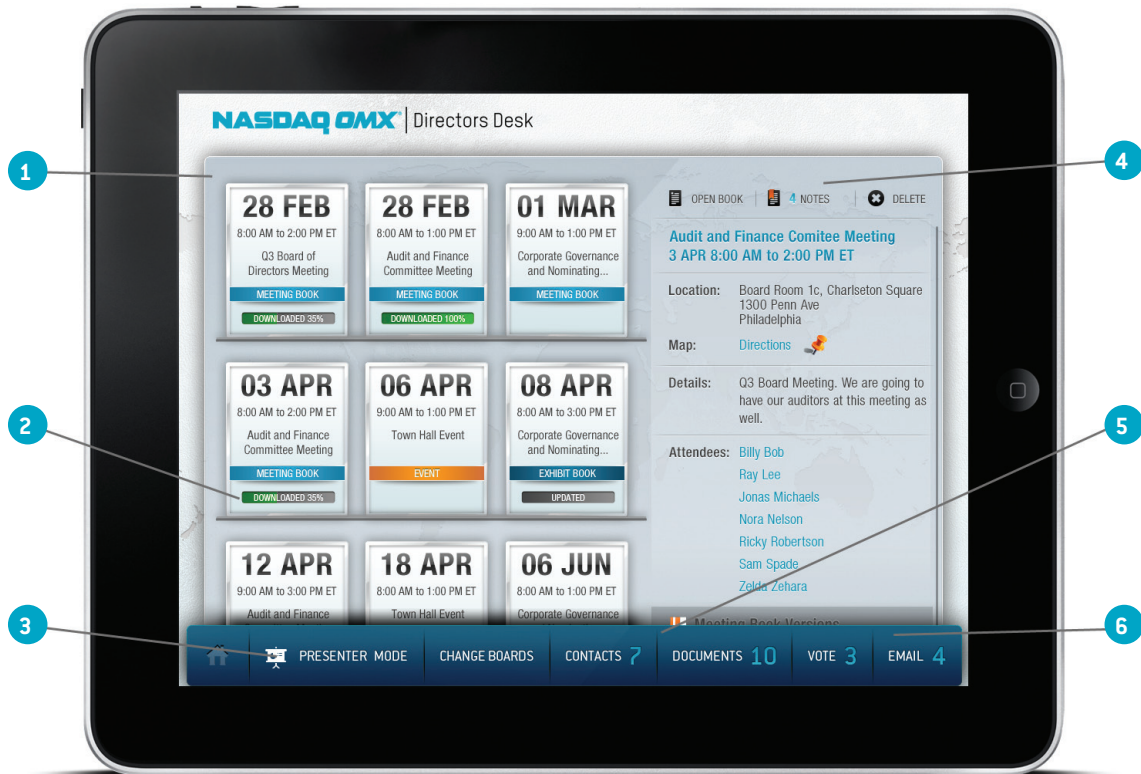 NASDAQ OMX® | Directors Desk
1
4
28 FEB
8:00 AM to 2:00 PM ET
Q3 Board of
Directors Meeting
MEETING BOOK
DOWNLOADED 35%
28 FEB
8:00 AM to 1:00 PM ET
Audit and Finance
Committee Meeting
MEETING BOOK
DOWNLOADED 100%
01 MAR
9:00 AM to 1:00 PM ET
Corporate Governance
and Nominating...
MEETING BOOK
2
03 APR
8:00 AM to 2:00 PM ET
Audit and Finance
Committee Meeting
MEETING BOOK
DOWNLOADED 35%
06 APR
9:00 AM to 1:00 PM ET
Town Hall Event
EVENT
08 APR
8:00 AM to 3:00 PM ET
Corporate Governance
and Nominating...
EXHIBIT BOOK
UPDATED
12 APR
9:00 AM to 3:00 PM ET
Audit and Finance
18 APR
8:00 AM to 1:00 PM ET
Town Hall Event
06 JUN
8:00 AM to 1:00 PM ET
Corporate Governance
OPEN BOOK | 4 NOTES | DELETE
Audit and Finance Comitee Meeting
3 APR 8:00 AM to 2:00 PM ET
Location: Board Room 1c, Charlseton Square
1300 Penn Ave
Philadelphia
Map: Directions
Details: Q3 Board Meeting. We are going to
have our auditors at this meeting as
well.
5
Attendees: Billy Bob
Ray Lee
Jonas Michaels
Nora Nelson
Ricky Robertson
Sam Spade
Zelda Zehara
Meeting Book Versions
3
6
PRESENTER MODE CHANGE BOARDS CONTACTS 7 DOCUMENTS 10 VOTE 3 EMAIL 4